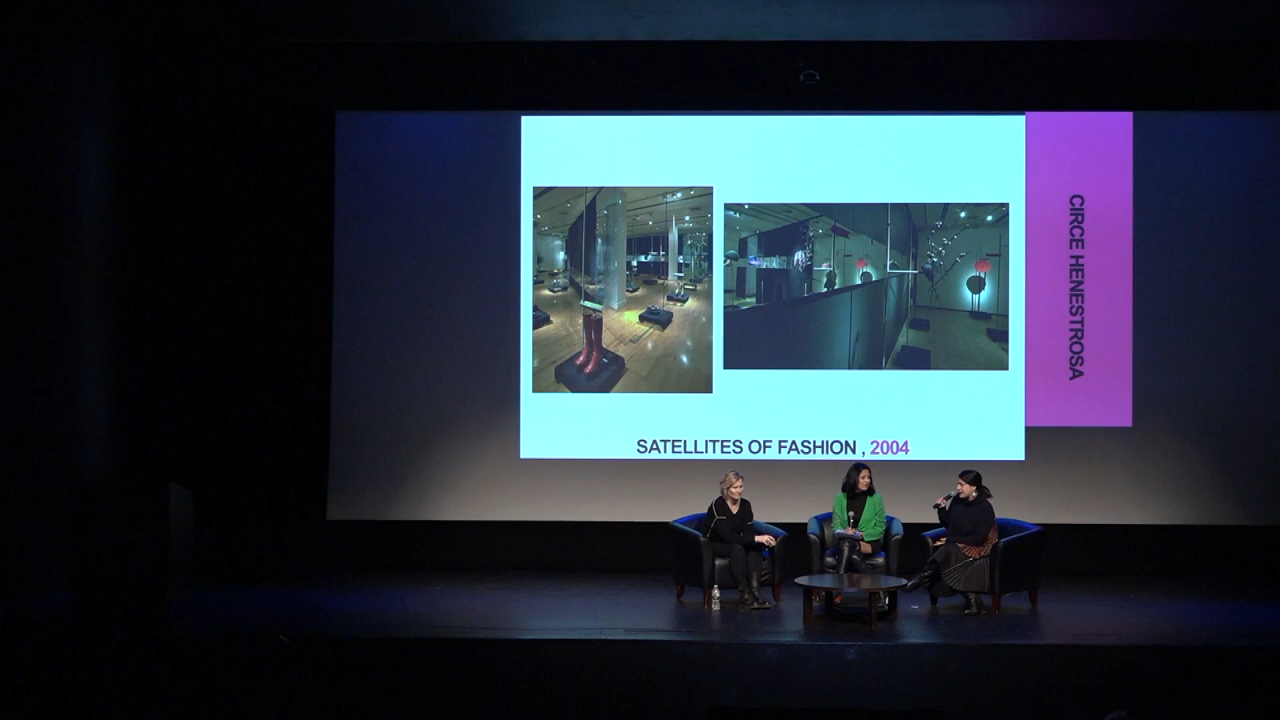 CIRCE HENESTROSA
SATELLITES OF FASHION , 2004